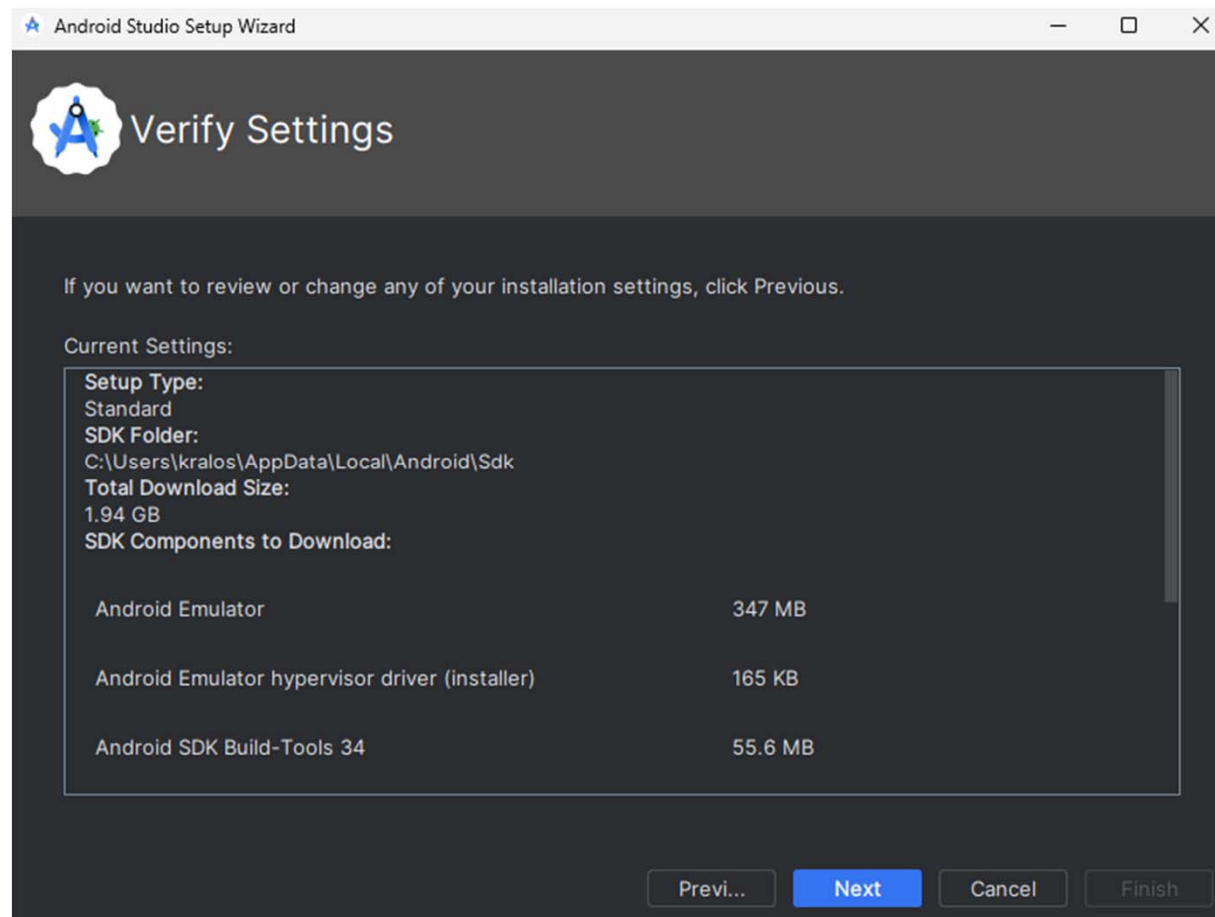 Android Studio Setup Wizard
Verify Settings
If you want to review or change any of your installation settings, click Previous.
Current Settings:
Setup Type:
Standard
SDK Folder:
C:\Users\kralos\AppData\Local\Android\Sdk
Total Download Size:
1.94 GB
SDK Components to Download:
Android Emulator 347 MB
Android Emulator hypervisor driver (installer) 165 KB
Android SDK Build-Tools 34 55.6 MB
Previ... Next Cancel Finish